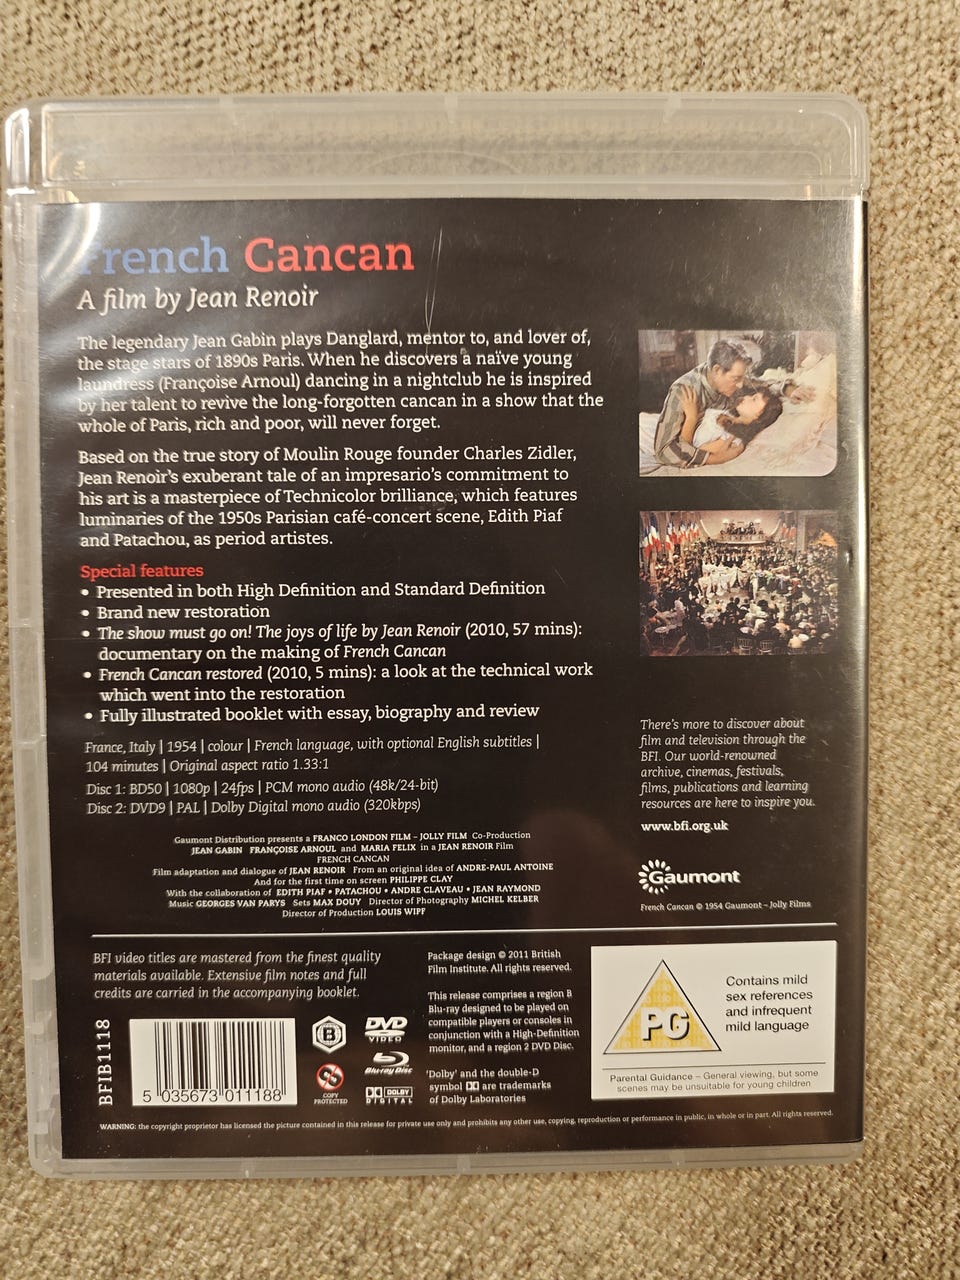 French Cancan
A film by Jean Renoir
The legendary Jean Gabin plays Danglard, mentor to, and lover of,
the stage stars of 1890s Paris. When he discovers a naïve young
laundress (Françoise Arnoul) dancing in a nightclub he is inspired
by her talent to revive the long-forgotten cancan in a show that the
whole of Paris, rich and poor, will never forget.
Based on the true story of Moulin Rouge founder Charles Zidler,
Jean Renoir's exuberant tale of an impresario's commitment to
his art is a masterpiece of Technicolor brilliance, which features
luminaries of the 1950s Parisian café-concert scene, Edith Piaf
and Patachou, as period artistes.
Special features
• Presented in both High Definition and Standard Definition
• Brand new restoration
• The show must go on! The joys of life by Jean Renoir (2010, 57 mins):
documentary on the making of French Cancan
• French Cancan restored (2010, 5 mins): a look at the technical work
which went into the restoration
• Fully illustrated booklet with essay, biography and review
France, Italy | 1954 | colour | French language, with optional English subtitles |
104 minutes | Original aspect ratio 1.33:1
Disc 1: BD50 | 1080p | 24fps | PCM mono audio (48k/24-bit)
Disc 2: DVD9 | PAL | Dolby Digital mono audio (320kbps)
There's more to discover about
film and television through the
BFI. Our world-renowned
archive, cinemas, festivals,
films, publications and learning
resources are here to inspire you.
www.bfi.org.uk
Gaumont
French Cancan © 1954 Gaumont – Jolly Films
Gaumont Distribution presents a FRANCO LONDON FILM – JOLLY FILM Co-Production
JEAN GABIN FRANÇOISE ARNOUL and MARIA FELIX in a JEAN RENOIR Film
FRENCH CANCAN
Film adaptation and dialogue of JEAN RENOIR From an original idea of ANDRE-PAUL ANTOINE
And for the first time on screen PHILIPPE CLAY
With the collaboration of EDITH PIAF • PATACHOU • ANDRE CLAVEAU • JEAN RAYMOND
Music GEORGES VAN PARYS Sets MAX DOUY Director of Photography MICHEL KELBER
Director of Production LOUIS WIPF
BFI video titles are mastered from the finest quality
materials available. Extensive film notes and full
credits are carried in the accompanying booklet.
BFIB1118
5 035673 011188
B
COPY
PROTECTED
DVD
VIDEO
Blu-ray Disc
DOLBY
DIGITAL
Package design © 2011 British
Film Institute. All rights reserved.
This release comprises a region B
Blu-ray designed to be played on
compatible players or consoles in
conjunction with a High-Definition
monitor, and a region 2 DVD Disc.
'Dolby' and the double-D
symbol are trademarks
of Dolby Laboratories
PG
Contains mild
sex references
and infrequent
mild language
Parental Guidance – General viewing, but some
scenes may be unsuitable for young children
WARNING: the copyright proprietor has licensed the picture contained in this release for private use only and prohibits any other use, copying, reproduction or performance in public, in whole or in part. All rights reserved.